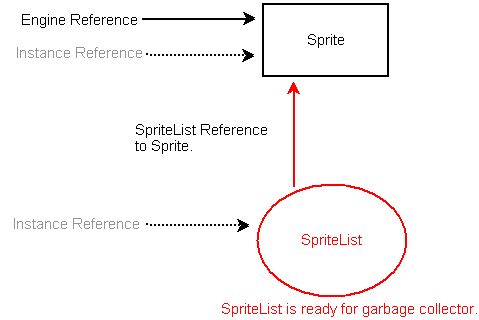 Engine Reference
Sprite
Instance Reference
SpriteList Reference
to Sprite.
Instance Reference
SpriteList
SpriteList is ready for garbage collector.